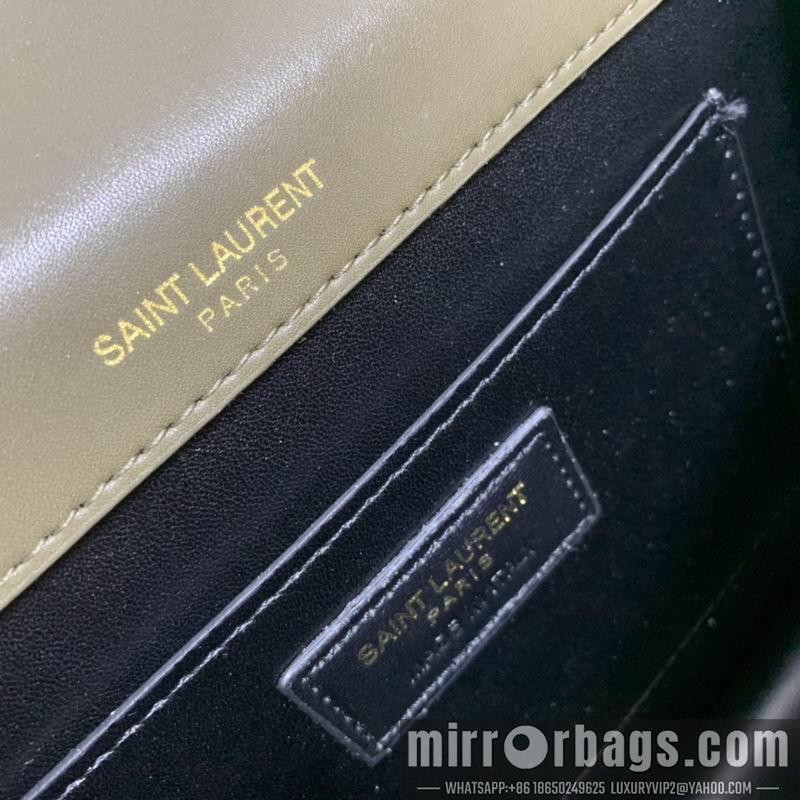 SAINT LAURENT
PARIS
SAINT LAURENT
PARIS
MADE IN ITALY
mirrorbags.com
WHATSAPP:+86 18650249625 LUXURYVIP2@YAHOO.COM